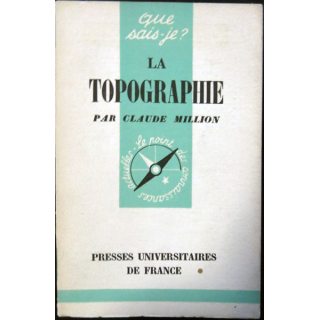 que
sais-je?
LA
TOPOGRAPHIE
PAR CLAUDE MILLION
Le point des connaissances actuelles
PRESSES UNIVERSITAIRES
DE FRANCE